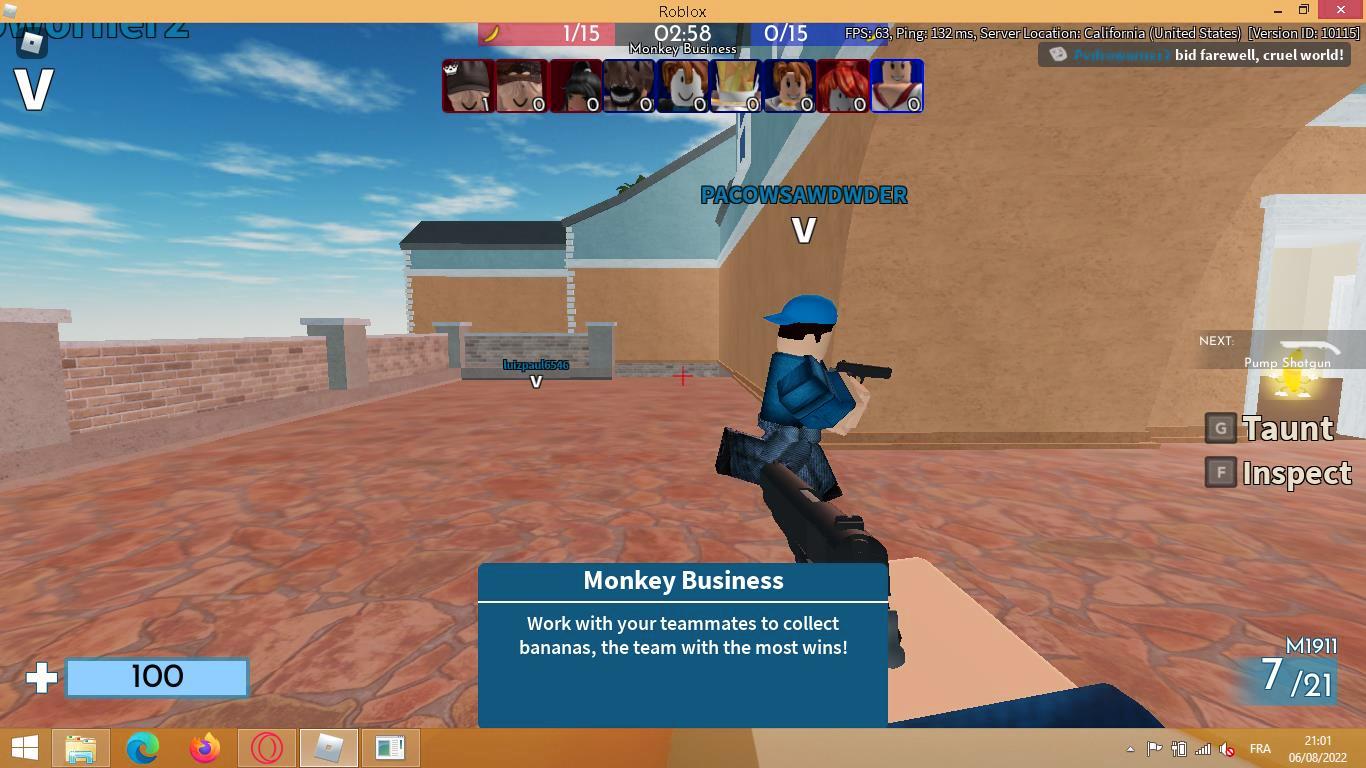 Roblox
1/15 02:58 0/15
Monkey Business
FPS: 63, Ping: 132 ms, Server Location: California (United States) [Version ID: 10115]
bid farewell, cruel world!
V
1 0 0 0 0 0 0 0 0
PACOWSAWDWDER
V
luizpaul6546
V
NEXT:
Pump Shotgun
G Taunt
F Inspect
Monkey Business
Work with your teammates to collect
bananas, the team with the most wins!
100
M1911
7/21
FRA
21:01
06/08/2022